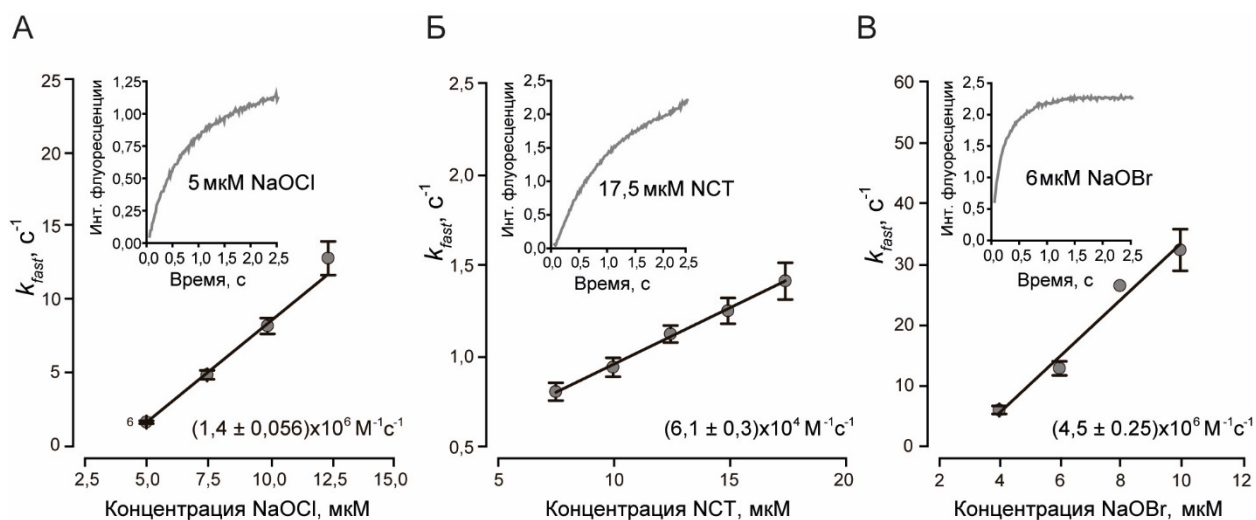 А
Б
В
k_fast, с⁻¹
25
20
15
10
5
0
Инт. флуоресценции
1,25
1,00
0,75
0,50
0,25
0,00
0,0 0,5 1,0 1,5 2,0 2,5
Время, с
5 мкМ NaOCl
6
(1,4 ± 0,056)x10⁶ М⁻¹с⁻¹
2,5 5,0 7,5 10,0 12,5 15,0
Концентрация NaOCl, мкМ
k_fast, с⁻¹
2,5
2,0
1,5
1,0
0,5
Инт. флуоресценции
2,5
2,0
1,5
1,0
0,5
0,0
0,0 0,5 1,0 1,5 2,0 2,5
Время, с
17,5 мкМ NCT
(6,1 ± 0,3)x10⁴ М⁻¹с⁻¹
5 10 15 20
Концентрация NCT, мкМ
k_fast, с⁻¹
60
50
40
30
20
10
0
Инт. флуоресценции
2,5
2,0
1,5
1,0
0,5
0,0
0,0 0,5 1,0 1,5 2,0 2,5
Время, с
6мкМ NaOBr
(4,5 ± 0.25)x10⁶ М⁻¹с⁻¹
2 4 6 8 10 12
Концентрация NaOBr, мкМ